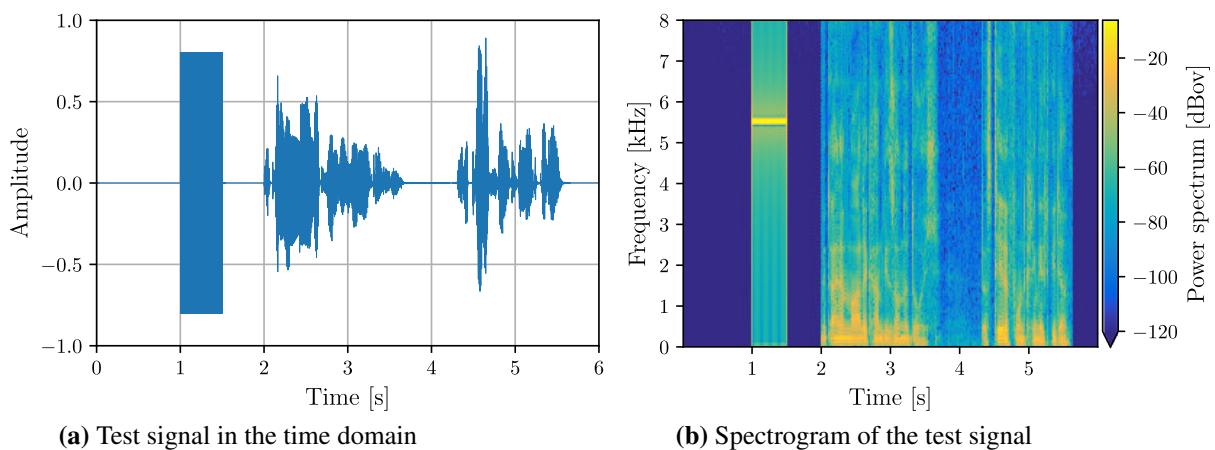 1.0
0.5
0.0
−0.5
−1.0
Amplitude
0 1 2 3 4 5 6
Time [s]
(a) Test signal in the time domain
8
7
6
5
4
3
2
1
0
Frequency [kHz]
1 2 3 4 5
Time [s]
−20
−40
−60
−80
−100
−120
Power spectrum [dBov]
(b) Spectrogram of the test signal